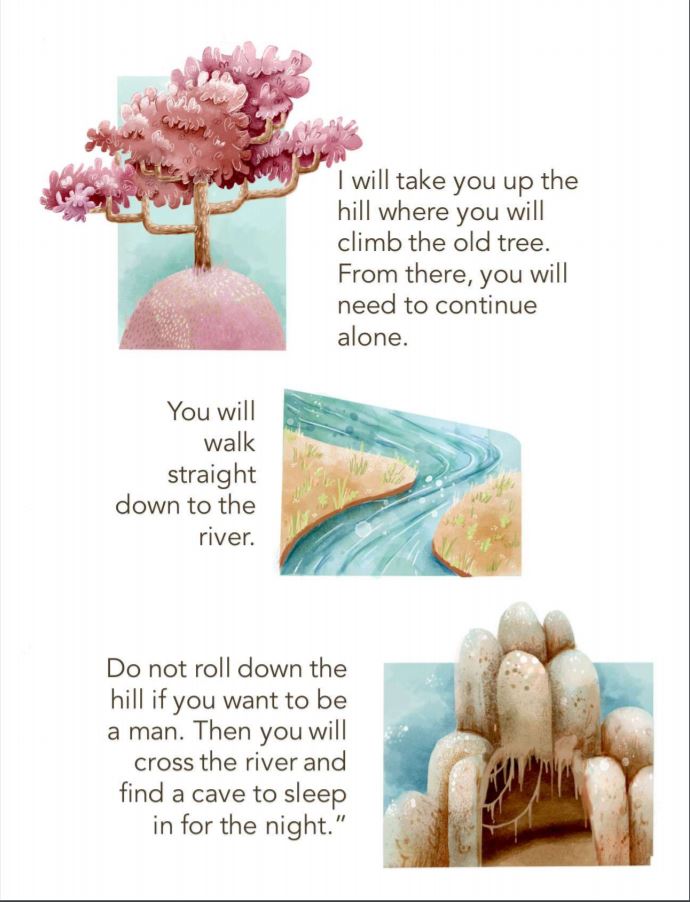 I will take you up the
hill where you will
climb the old tree.
From there, you will
need to continue
alone.
You will
walk
straight
down to the
river.
Do not roll down the
hill if you want to be
a man. Then you will
cross the river and
find a cave to sleep
in for the night.”